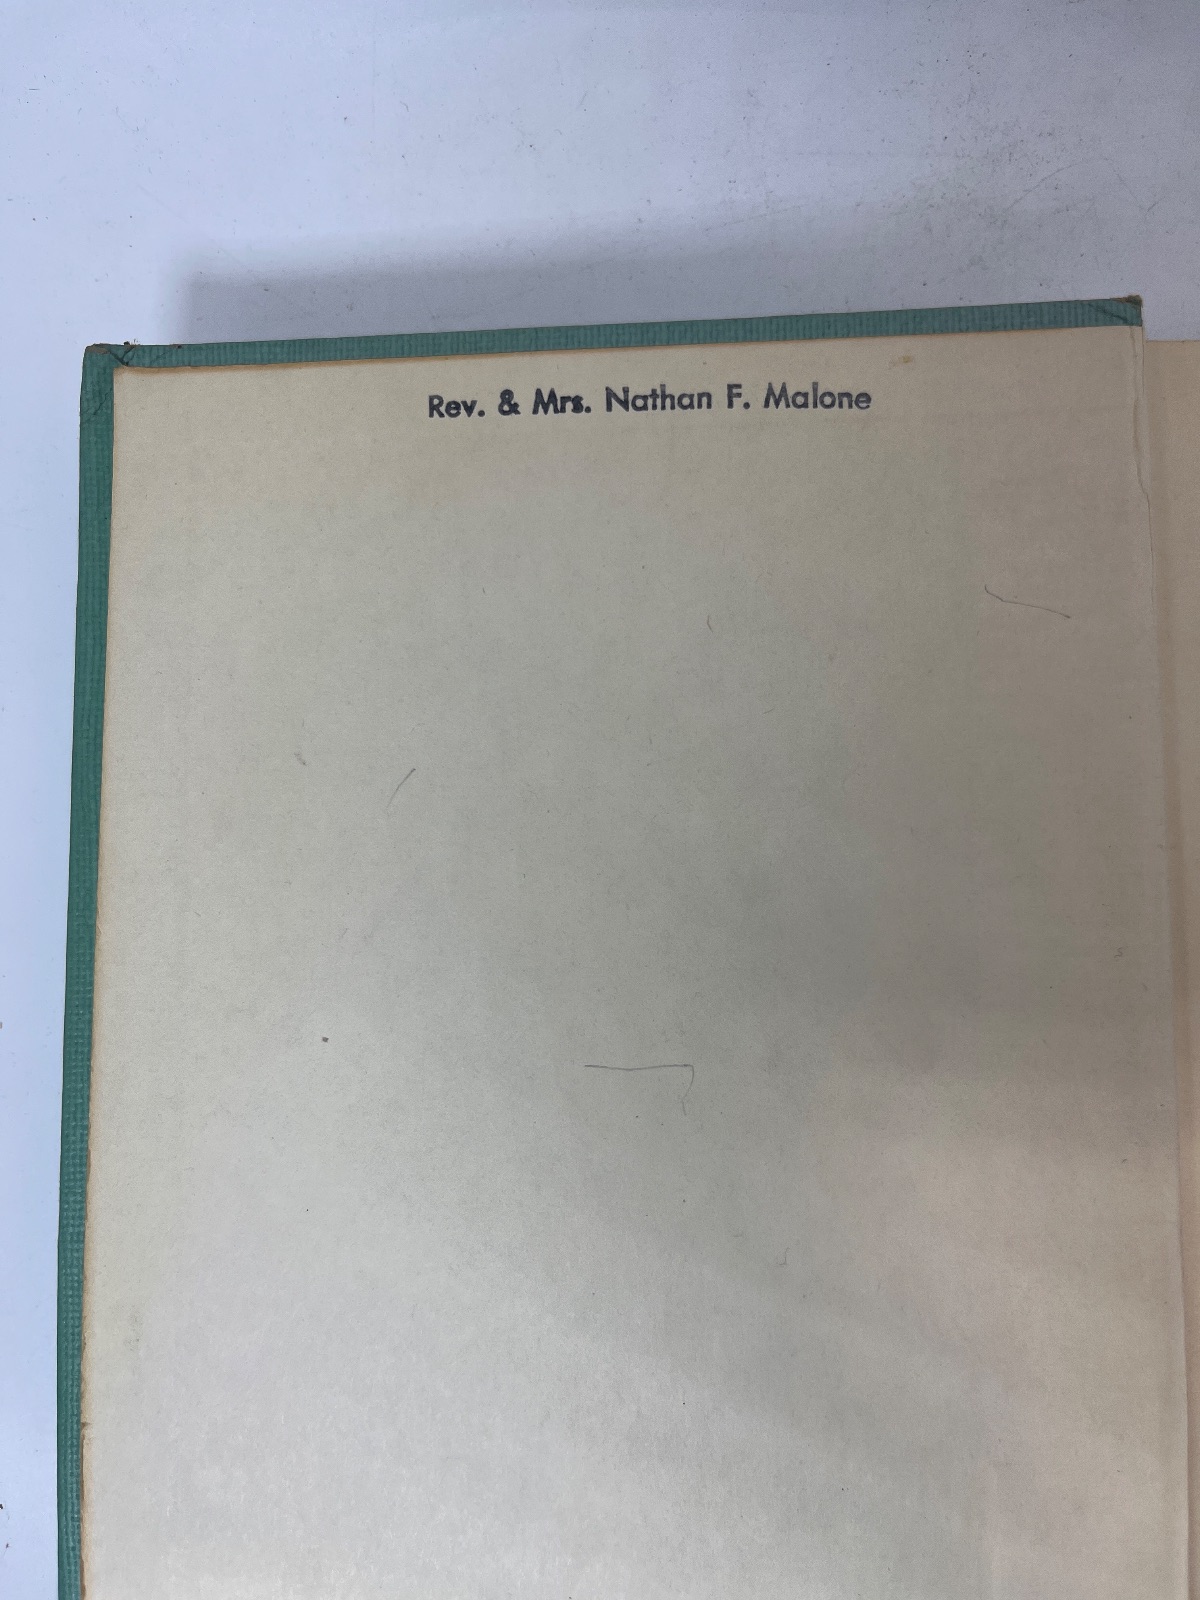 Rev. & Mrs. Nathan F. Malone